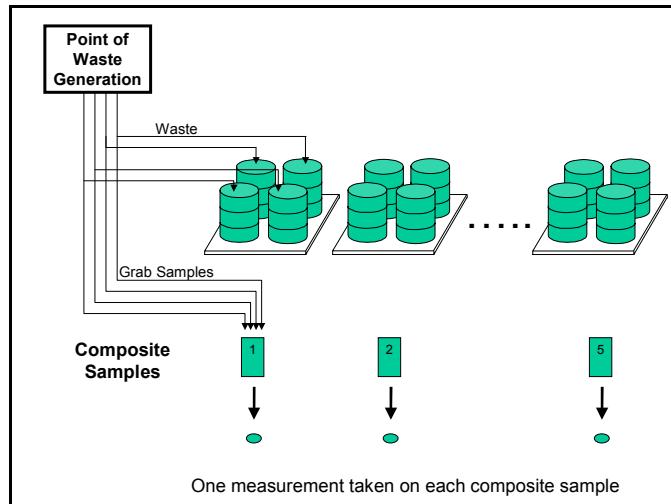 Point of
Waste
Generation
Waste
Grab Samples
Composite
Samples
1
2
5
One measurement taken on each composite sample